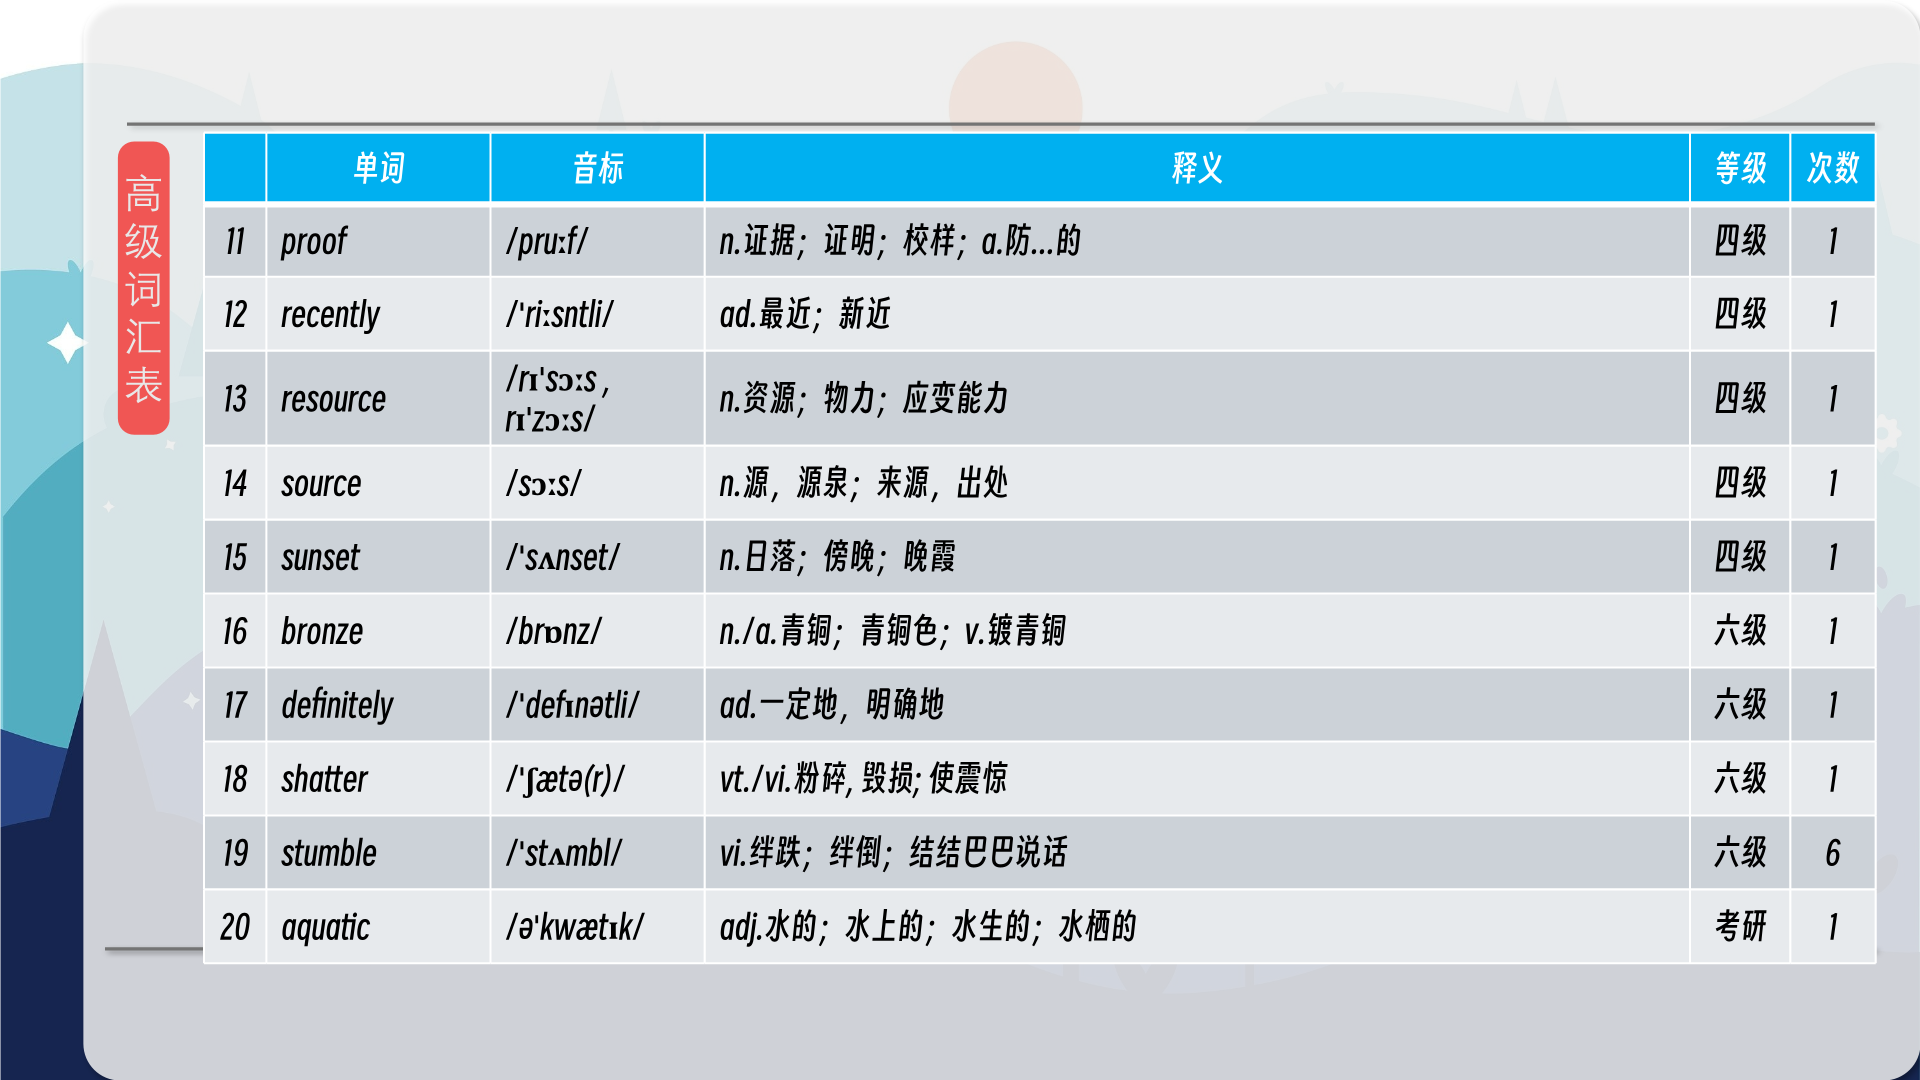 高级词汇表
单词 音标 释义 等级 次数
11 proof /pruːf/ n.证据；证明；校样；a.防...的 四级 1
12 recently /'riːsntli/ ad.最近；新近 四级 1
13 resource /rɪ'sɔːs , rɪ'zɔːs/ n.资源；物力；应变能力 四级 1
14 source /sɔːs/ n.源，源泉；来源，出处 四级 1
15 sunset /'sʌnset/ n.日落；傍晚；晚霞 四级 1
16 bronze /brɒnz/ n./a.青铜；青铜色；v.镀青铜 六级 1
17 definitely /'defɪnətli/ ad.一定地，明确地 六级 1
18 shatter /'ʃætə(r)/ vt./vi.粉碎, 毁损; 使震惊 六级 1
19 stumble /'stʌmbl/ vi.绊跌；绊倒；结结巴巴说话 六级 6
20 aquatic /ə'kwætɪk/ adj.水的；水上的；水生的；水栖的 考研 1